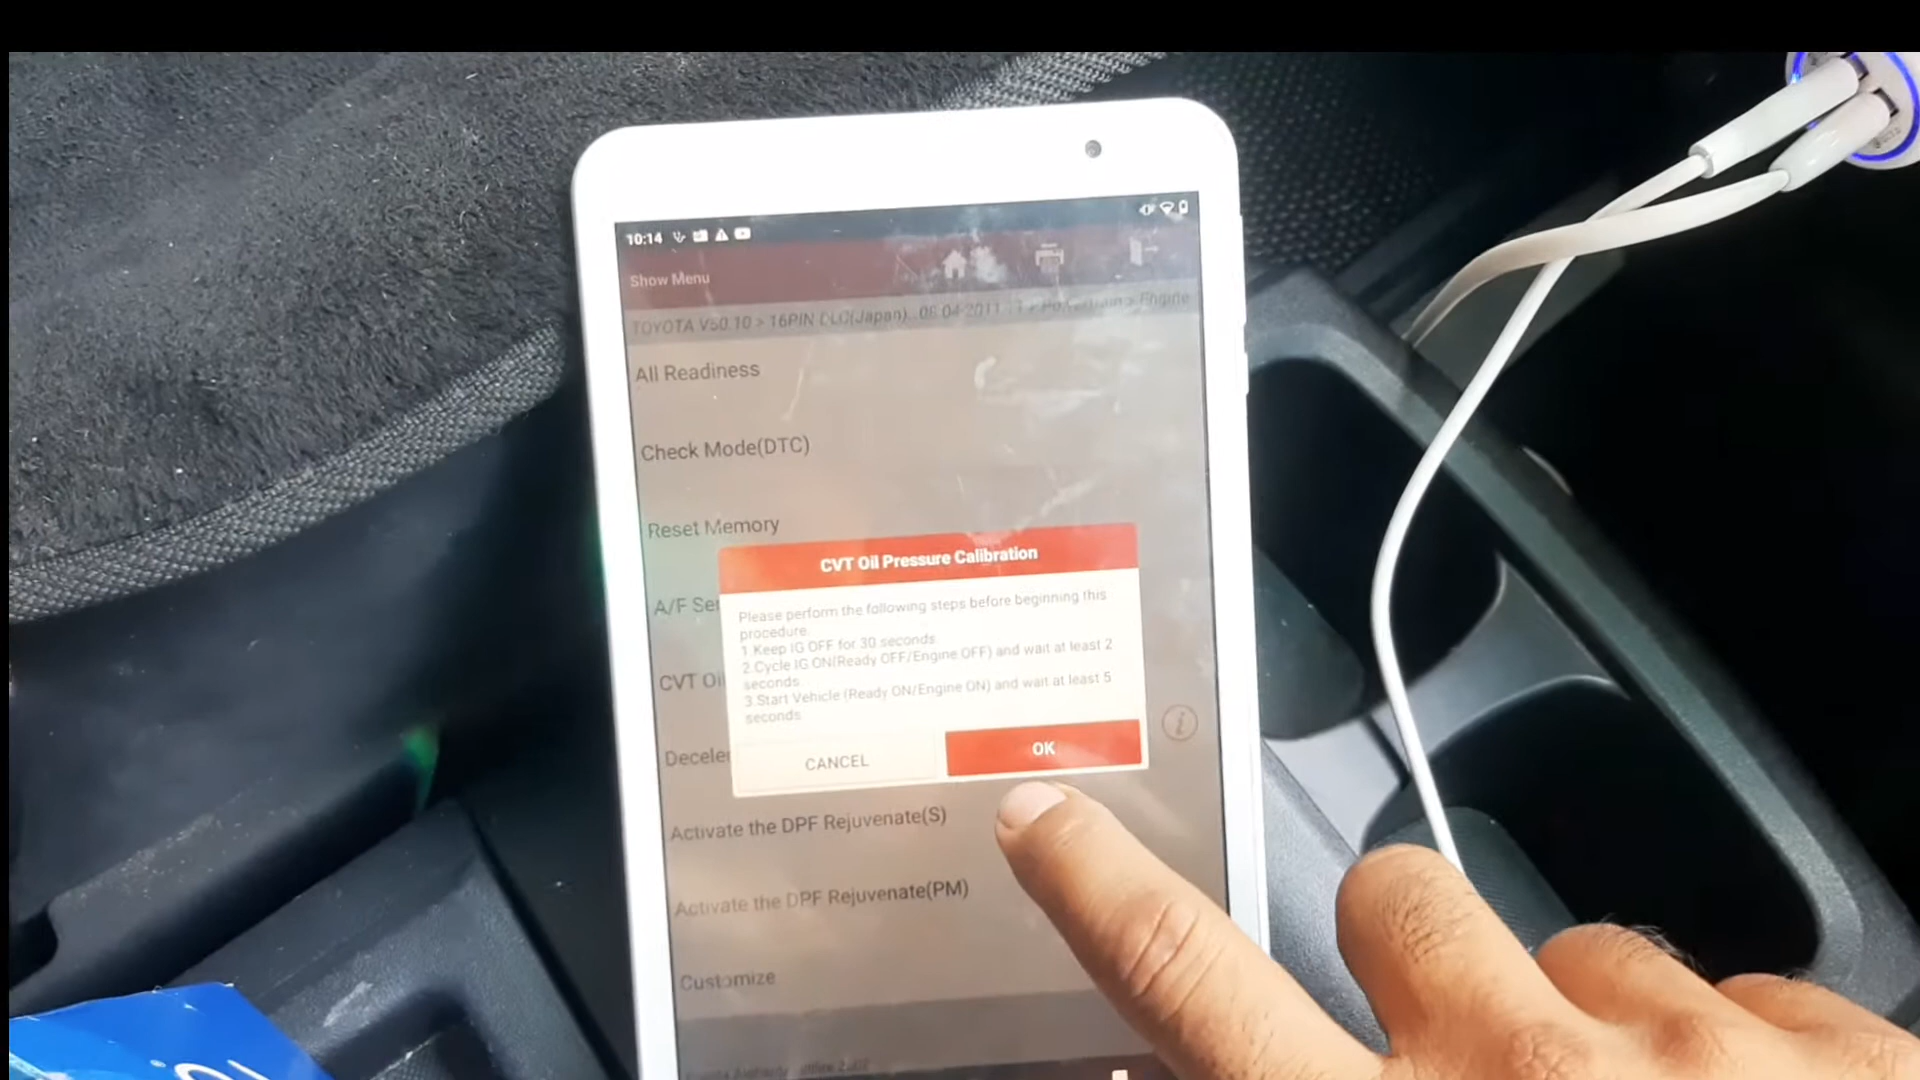 10:14
Show Menu
TOYOTA V50.10 > 16PIN DLC(Japan)
> Engine
All Readiness
Check Mode(DTC)
Reset Memory
A/F
CVT
CVT Oil Pressure Calibration
Please perform the following steps before beginning this
procedure.
1.Keep IG OFF for 30 seconds.
2.Cycle IG ON(Ready OFF/Engine OFF) and wait at least 2
seconds.
3.Start Vehicle (Ready ON/Engine ON) and wait at least 5
seconds.
CANCEL
OK
Activate the DPF Rejuvenate(S)
Activate the DPF Rejuvenate(PM)
Customize